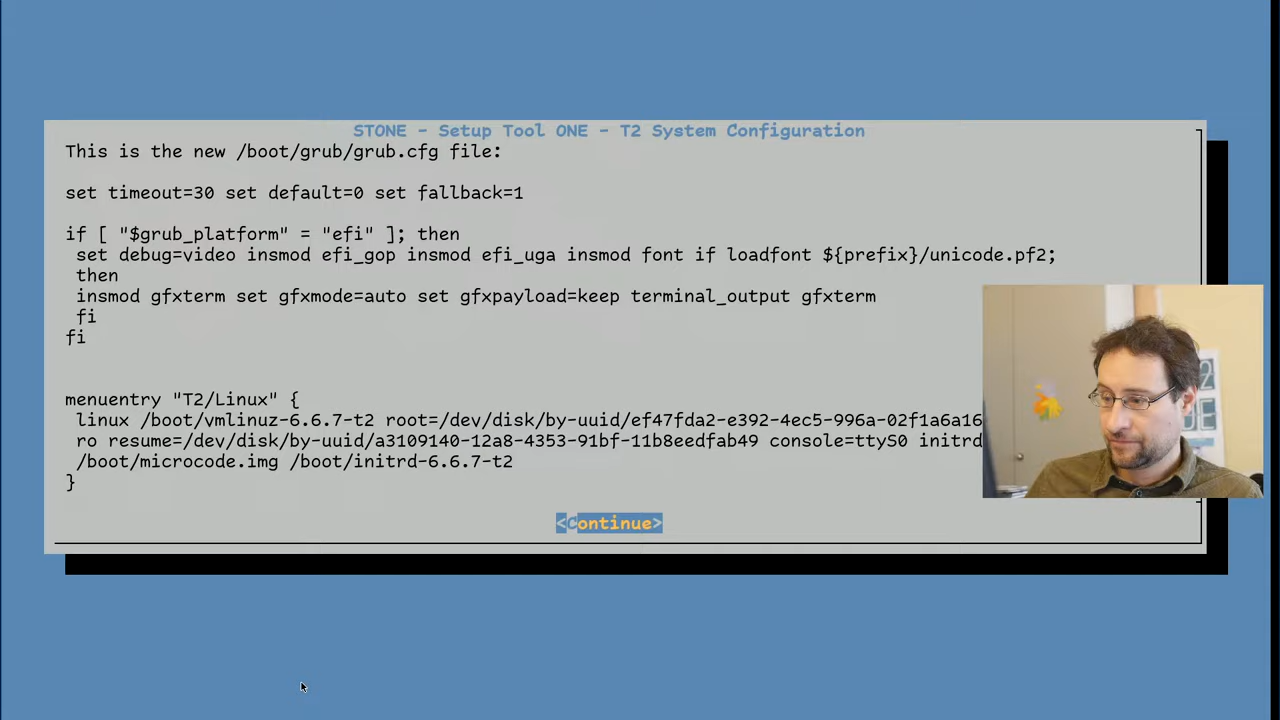 STONE - Setup Tool ONE - T2 System Configuration
This is the new /boot/grub/grub.cfg file:
set timeout=30 set default=0 set fallback=1
if [ "$grub_platform" = "efi" ]; then
set debug=video insmod efi_gop insmod efi_uga insmod font if loadfont ${prefix}/unicode.pf2;
then
insmod gfxterm set gfxmode=auto set gfxpayload=keep terminal_output gfxterm
fi
fi
menuentry "T2/Linux" {
linux /boot/vmlinuz-6.6.7-t2 root=/dev/disk/by-uuid/ef47fda2-e392-4ec5-996a-02f1a6a16
ro resume=/dev/disk/by-uuid/a3109140-12a8-4353-91bf-11b8eedfab49 console=ttyS0 initrd
/boot/microcode.img /boot/initrd-6.6.7-t2
}
<Continue>